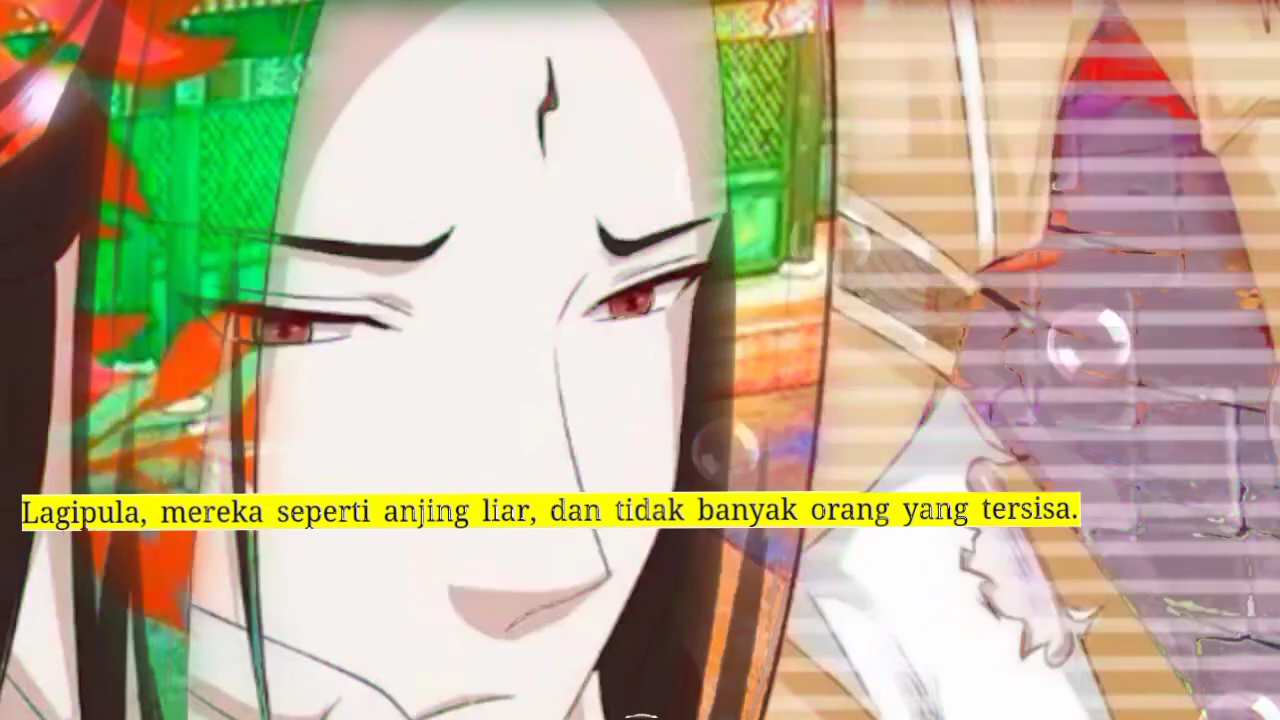 Lagipula, mereka seperti anjing liar, dan tidak banyak orang yang tersisa.